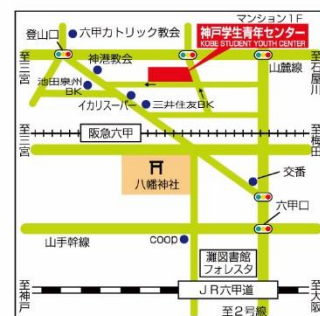 マンション1F
登山口
六甲カトリック教会
神戸学生青年センター
KOBE STUDENT YOUTH CENTER
至三宮
神港教会
池田泉州
BK
イカリスーパー
三井住友BK
山麓線
至石屋川
至三宮
阪急六甲
至梅田
八幡神社
交番
六甲口
山手幹線
coop
灘図書館
フォレスタ
至神戸
JR六甲道
至大阪
至2号線